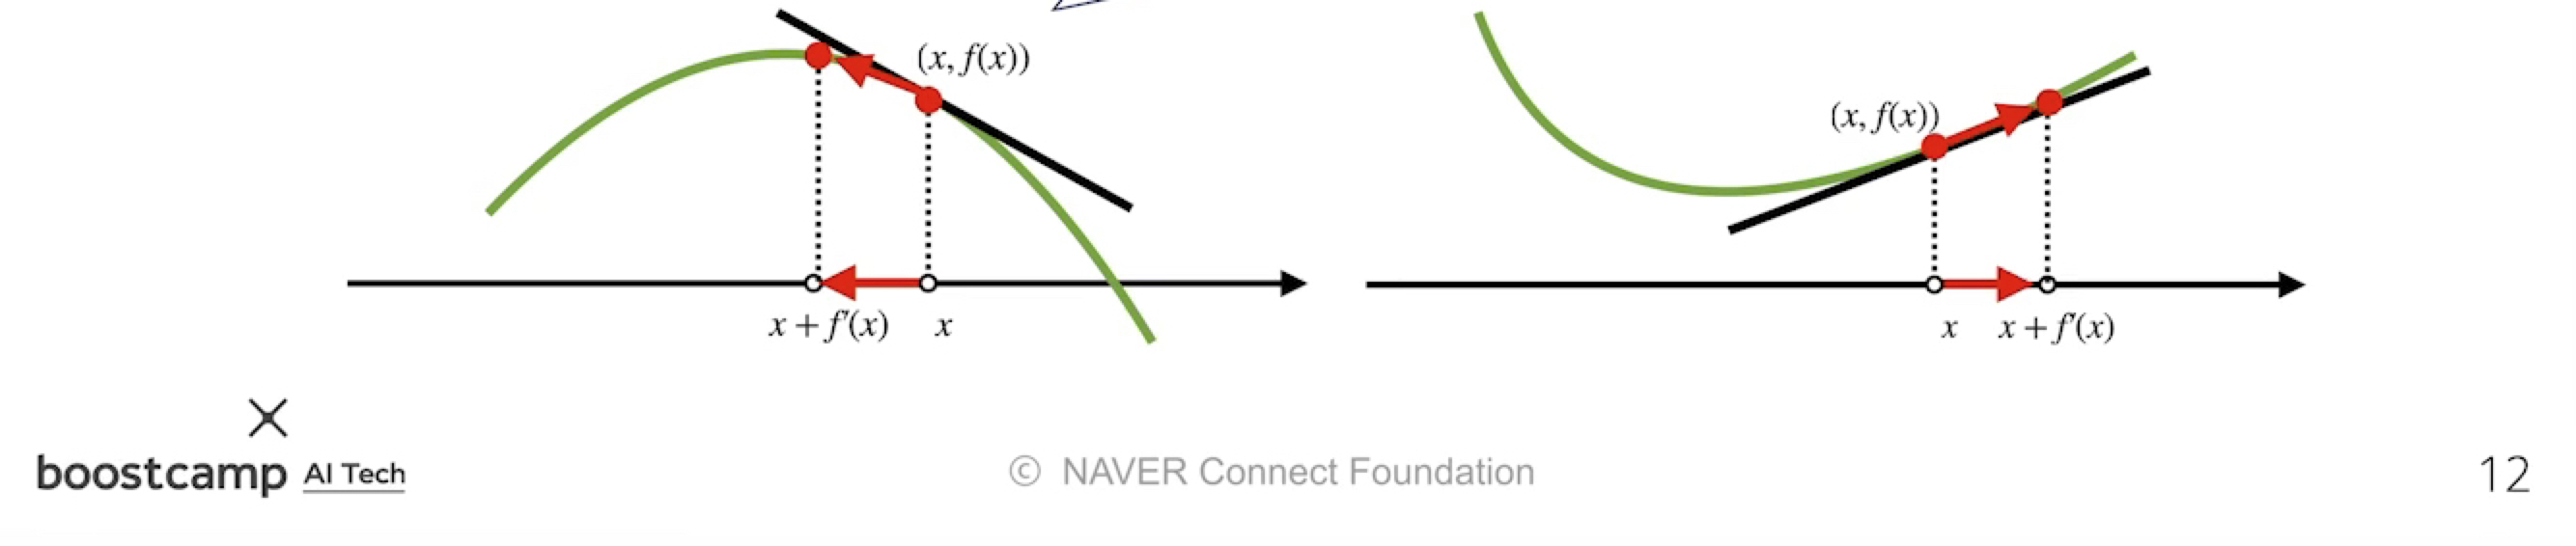 (x, f(x))
(x, f(x))
x + f′(x)
x
x
x + f′(x)
boostcamp AI Tech
© NAVER Connect Foundation
12